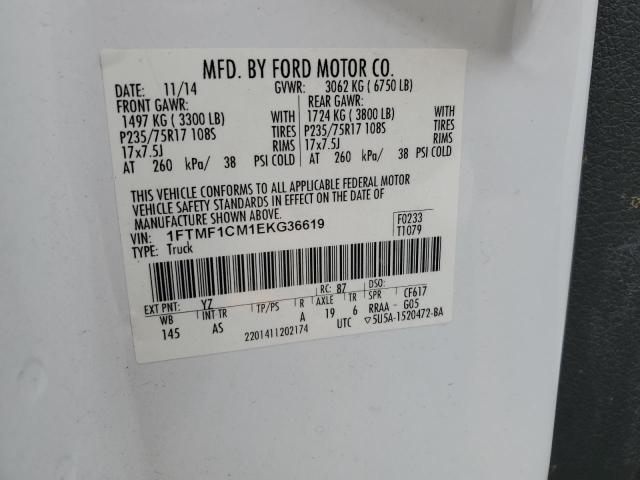 MFD. BY FORD MOTOR CO.
DATE: 11/14 GVWR: 3062 KG ( 6750 LB)
FRONT GAWR: REAR GAWR:
1497 KG ( 3300 LB) WITH 1724 KG ( 3800 LB) WITH
P235/75R17 108S TIRES P235/75R17 108S TIRES
17x7.5J RIMS 17x7.5J RIMS
AT 260 kPa/ 38 PSI COLD AT 260 kPa/ 38 PSI COLD
THIS VEHICLE CONFORMS TO ALL APPLICABLE FEDERAL MOTOR
VEHICLE SAFETY STANDARDS IN EFFECT ON THE DATE OF
MANUFACTURE SHOWN ABOVE.
VIN: 1FTMF1CM1EKG36619 F0233
TYPE: Truck T1079
EXT PNT: YZ RC: 87 DSO:
WB INT TR TP/PS R AXLE TR SPR CF617
145 AS A 19 6 RRAA - G05
2201411202174 UTC ▽5U5A-1520472-BA